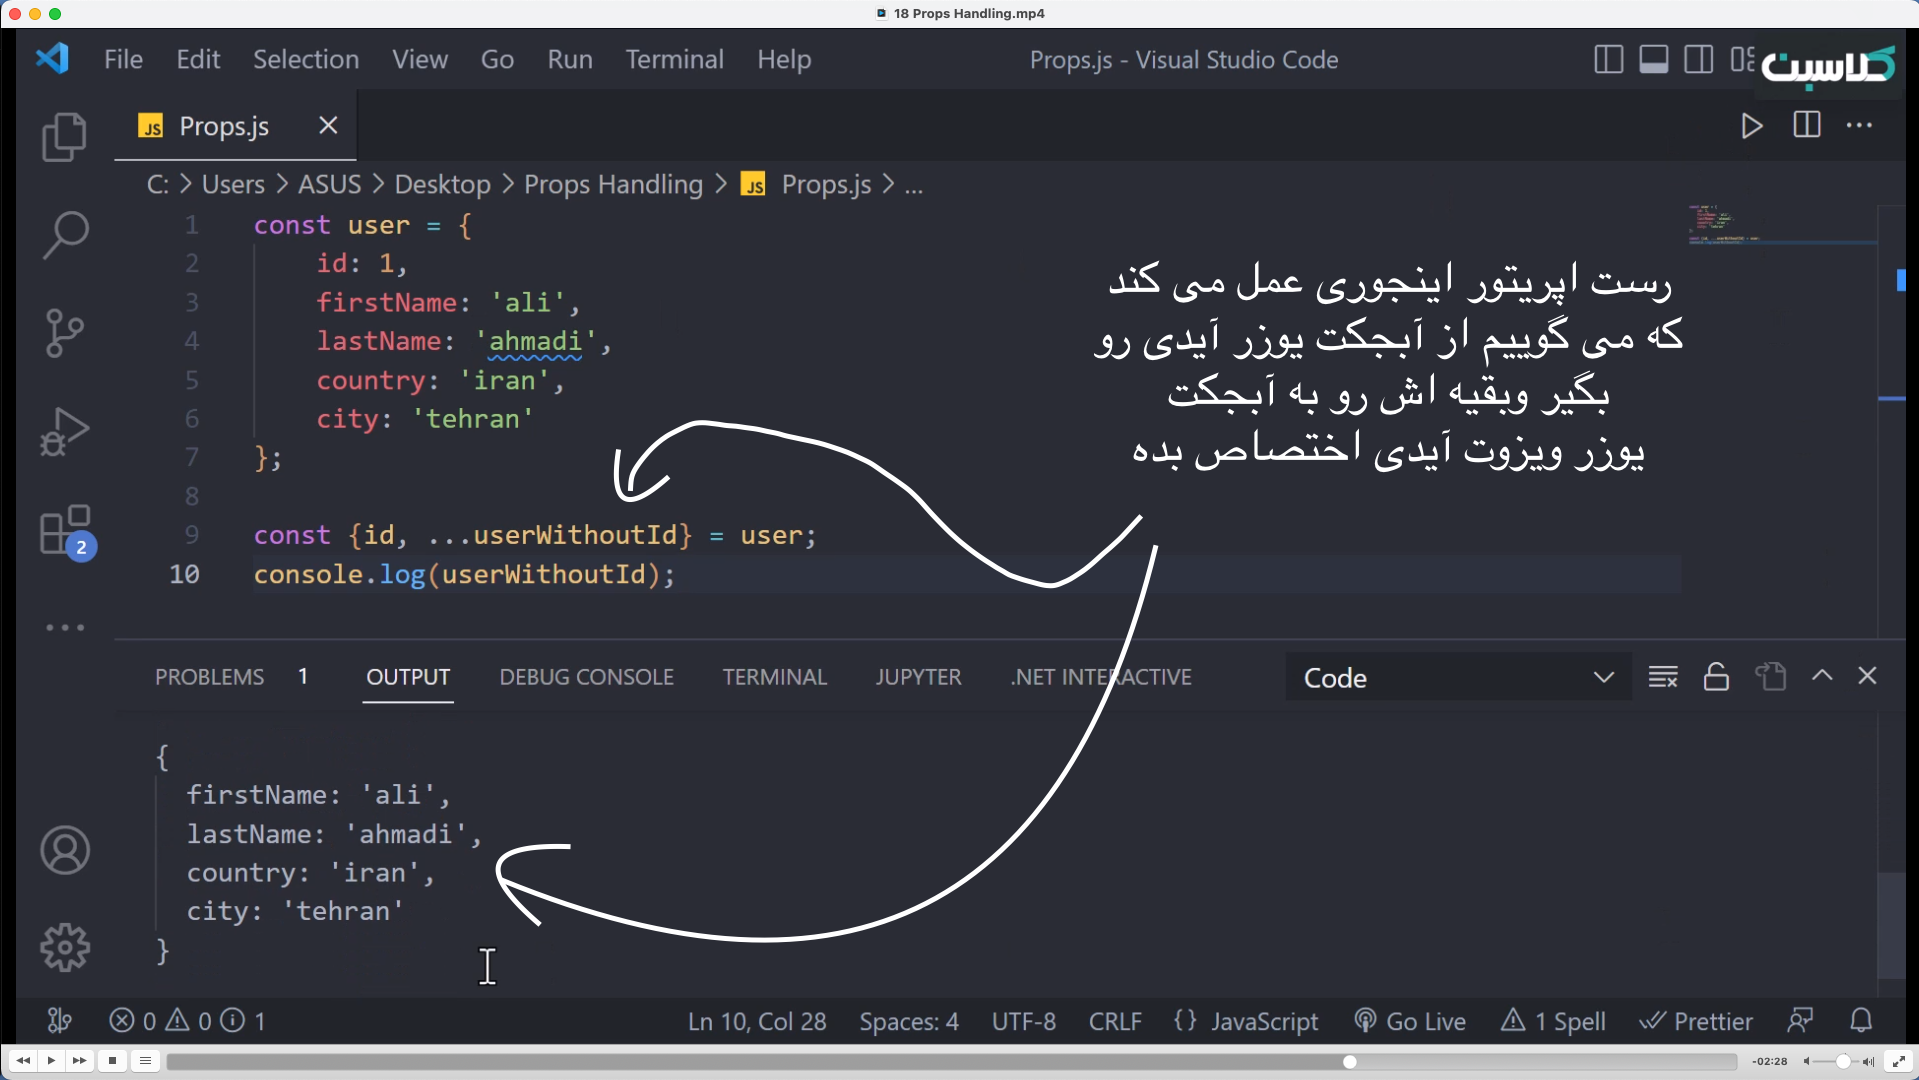 18 Props Handling.mp4
File Edit Selection View Go Run Terminal Help
Props.js - Visual Studio Code
کلاسیت
JS Props.js
C: > Users > ASUS > Desktop > Props Handling > JS Props.js > ...
1 const user = {
2 id: 1,
3 firstName: 'ali',
4 lastName: 'ahmadi',
5 country: 'iran',
6 city: 'tehran'
7 };
8
9 const {id, ...userWithoutId} = user;
10 console.log(userWithoutId);
رست اپریتور اینجوری عمل می کند
که می گوییم از آبجکت یوزر آیدی رو
بگیر وبقیه اش رو به آبجکت
یوزر ویزوت آیدی اختصاص بده
2
PROBLEMS 1 OUTPUT DEBUG CONSOLE TERMINAL JUPYTER .NET INTERACTIVE Code
{
firstName: 'ali',
lastName: 'ahmadi',
country: 'iran',
city: 'tehran'
}
0 0 1 Ln 10, Col 28 Spaces: 4 UTF-8 CRLF {} JavaScript Go Live 1 Spell Prettier
-02:28